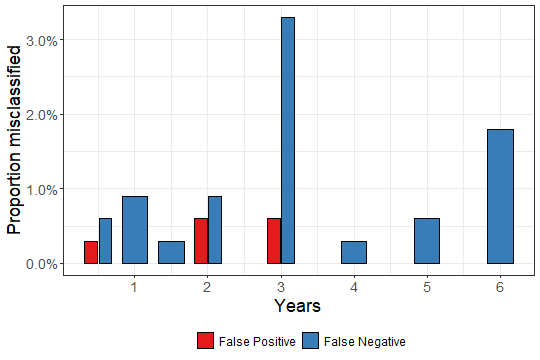 Proportion misclassified
3.0%
2.0%
1.0%
0.0%
1 2 3 4 5 6
Years
False Positive False Negative